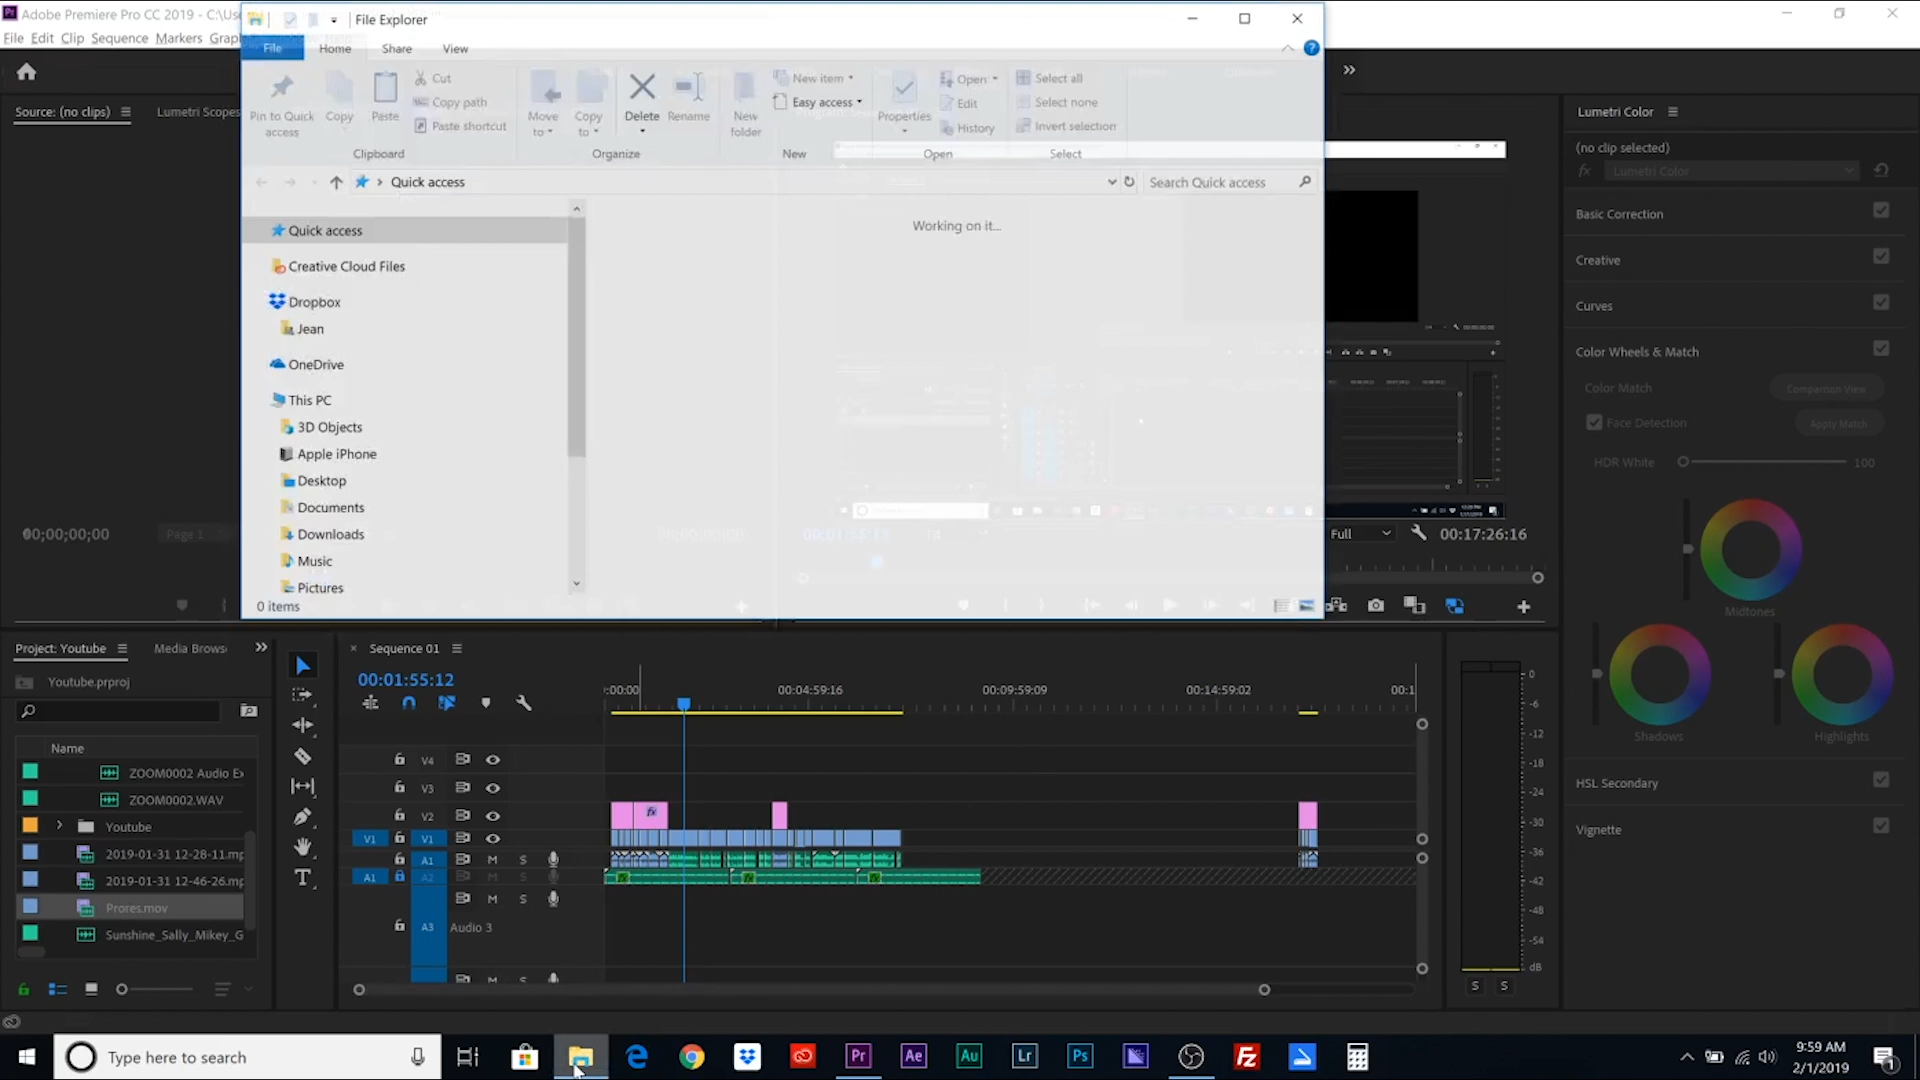 Adobe Premiere Pro CC 2019 - C:\Us
File Explorer
File Edit Clip Sequence Markers Graph
File
Home
Share
View
Pin to Quick access
Copy
Paste
Cut
Copy path
Paste shortcut
Clipboard
Move to
Copy to
Delete
Rename
Organize
New folder
New item
Easy access
New
Properties
Open
Edit
History
Open
Select all
Select none
Invert selection
Select
Quick access
Search Quick access
Working on it...
Quick access
Creative Cloud Files
Dropbox
Jean
OneDrive
This PC
3D Objects
Apple iPhone
Desktop
Documents
Downloads
Music
Pictures
0 items
Source: (no clips)
Lumetri Scopes
00;00;00;00
Page 1
Full
00:17:26:16
Lumetri Color
(no clip selected)
fx
Lumetri Color
Basic Correction
Creative
Curves
Color Wheels & Match
Color Match
Comparison View
Face Detection
Apply Match
HDR White
100
Midtones
Shadows
Highlights
HSL Secondary
Vignette
Project: Youtube
Media Brows
Youtube.prproj
Name
ZOOM0002 Audio Ex
ZOOM0002.WAV
Youtube
2019-01-31 12-28-11.mp
2019-01-31 12-46-26.mp
Prores.mov
Sunshine_Sally_Mikey_G
Sequence 01
00:01:55:12
:00:00
00:04:59:16
00:09:59:09
00:14:59:02
00:1
V4
V3
V2
fx
V1 V1
A1 M S
A1 A2 M S
M S
A3 Audio 3
M S
0
-6
-12
-18
-24
-30
-36
-42
-48
-54
dB
S S
Type here to search
Pr
Ae
Au
Lr
Ps
9:59 AM
2/1/2019
1